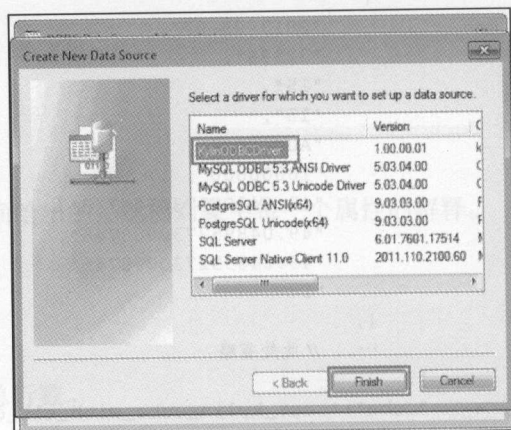 Create New Data Source
Select a driver for which you want to set up a data source.
Name Version
KylinODBCDriver 1.00.00.01
MySQL ODBC 5.3 ANSI Driver 5.03.04.00
MySQL ODBC 5.3 Unicode Driver 5.03.04.00
PostgreSQL ANSI(x64) 9.03.03.00
PostgreSQL Unicode(x64) 9.03.03.00
SQL Server 6.01.7601.17514
SQL Server Native Client 11.0 2011.110.2100.60
< Back Finish Cancel